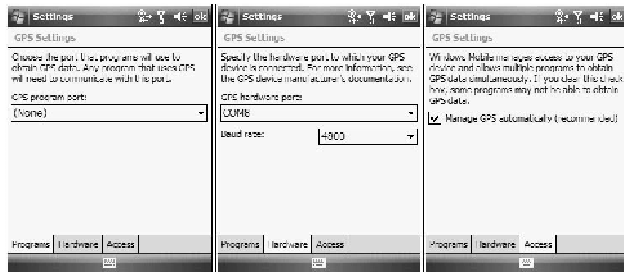 Settings
ok
GPS Settings
Choose the port that programs will use to
obtain GPS data. Any program that uses GPS
will need to communicate with this port.
GPS program port:
(None)
Programs Hardware Access
Settings
ok
GPS Settings
Specify the hardware port to which your GPS
device is connected. For more information, see
the GPS device manufacturer's documentation.
GPS hardware port:
COM8
Baud rate:
4800
Programs Hardware Access
Settings
ok
GPS Settings
Windows Mobile manages access to your GPS
device and allows multiple programs to obtain
GPS data simultaneously. If you clear this check
box, some programs may not be able to obtain
GPS data.
Manage GPS automatically (recommended)
Programs Hardware Access